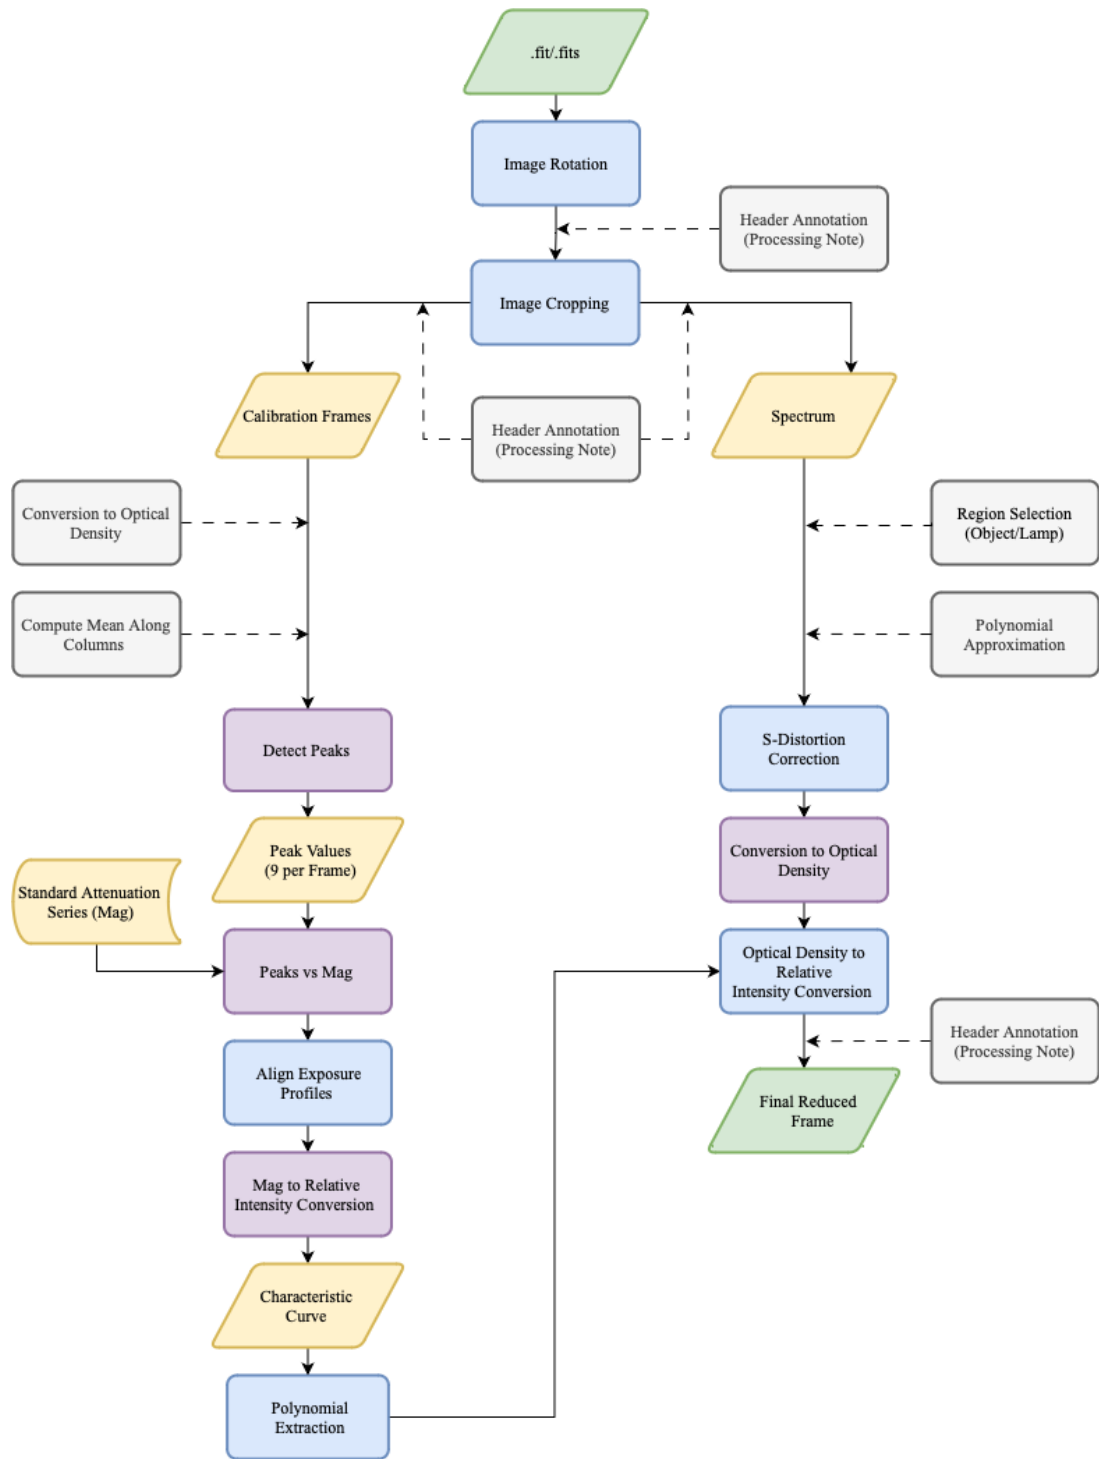 .fit/.fits
Image Rotation
Header Annotation
(Processing Note)
Image Cropping
Calibration Frames
Header Annotation
(Processing Note)
Spectrum
Conversion to Optical
Density
Region Selection
(Object/Lamp)
Compute Mean Along
Columns
Polynomial
Approximation
Detect Peaks
S-Distortion
Correction
Peak Values
(9 per Frame)
Conversion to Optical
Density
Standard Attenuation
Series (Mag)
Peaks vs Mag
Optical Density to
Relative
Intensity Conversion
Align Exposure
Profiles
Header Annotation
(Processing Note)
Final Reduced
Frame
Mag to Relative
Intensity Conversion
Characteristic
Curve
Polynomial
Extraction